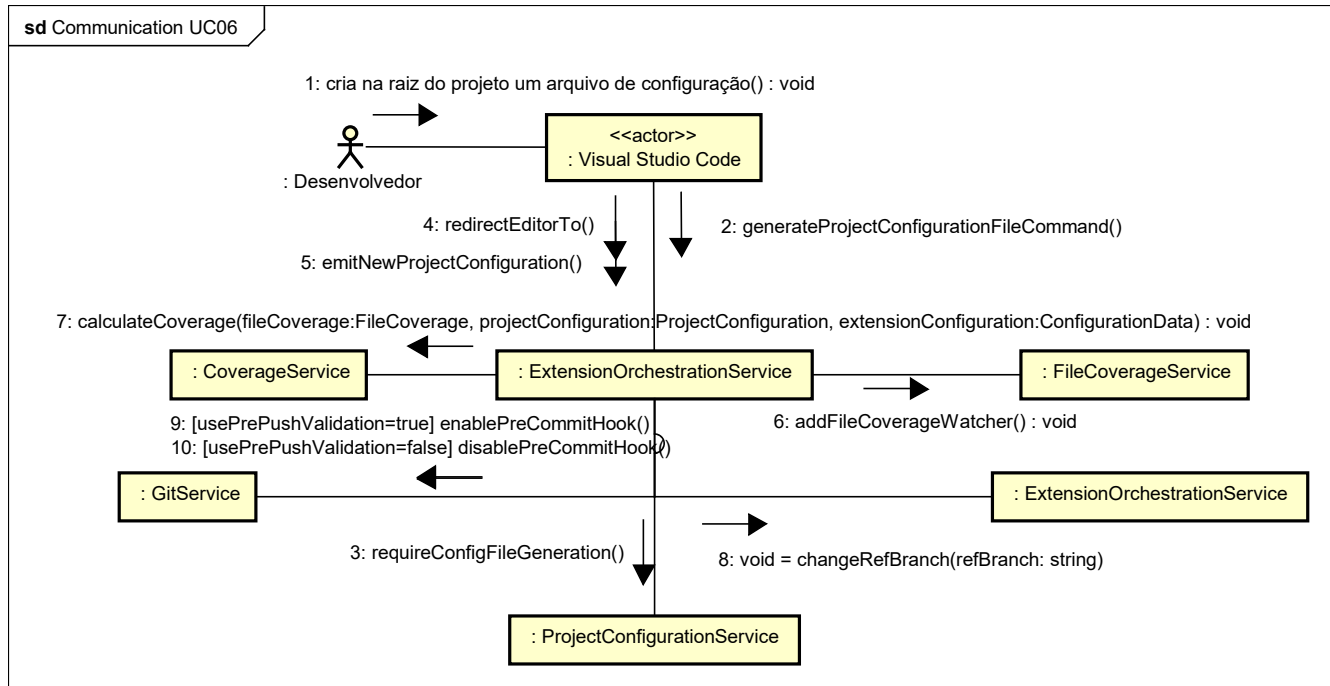 sd Communication UC06
1: cria na raiz do projeto um arquivo de configuração() : void
<<actor>>
: Visual Studio Code
: Desenvolvedor
4: redirectEditorTo()
2: generateProjectConfigurationFileCommand()
5: emitNewProjectConfiguration()
7: calculateCoverage(fileCoverage:FileCoverage, projectConfiguration:ProjectConfiguration, extensionConfiguration:ConfigurationData) : void
: CoverageService
: ExtensionOrchestrationService
: FileCoverageService
9: [usePrePushValidation=true] enablePreCommitHook()
6: addFileCoverageWatcher() : void
10: [usePrePushValidation=false] disablePreCommitHook()
: GitService
: ExtensionOrchestrationService
3: requireConfigFileGeneration()
8: void = changeRefBranch(refBranch: string)
: ProjectConfigurationService